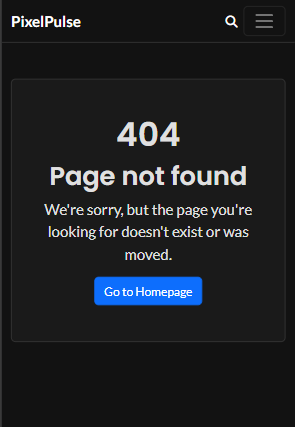 PixelPulse
404
Page not found
We're sorry, but the page you're
looking for doesn't exist or was
moved.
Go to Homepage